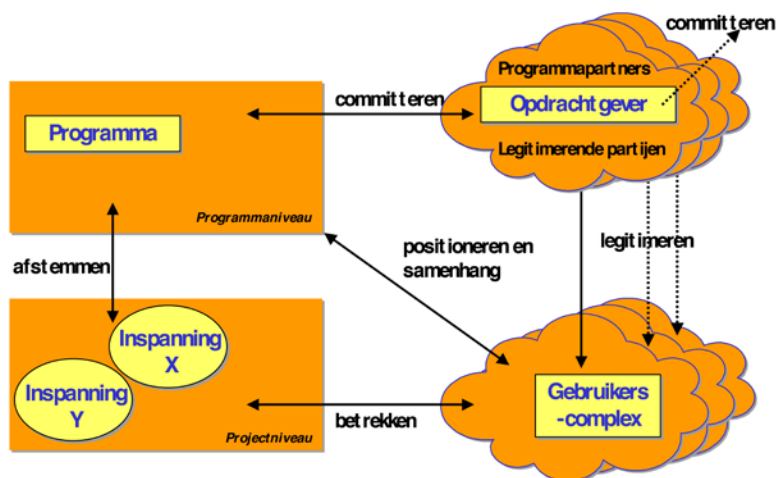 committeren
Programmapartners
committeren
Opdrachtgever
Programma
Legitimerende partijen
Programmaniveau
positioneren en
samenhang
legitimeren
afstemmen
Inspanning
X
Inspanning
Y
Gebruikers
-complex
betrekken
Projectniveau